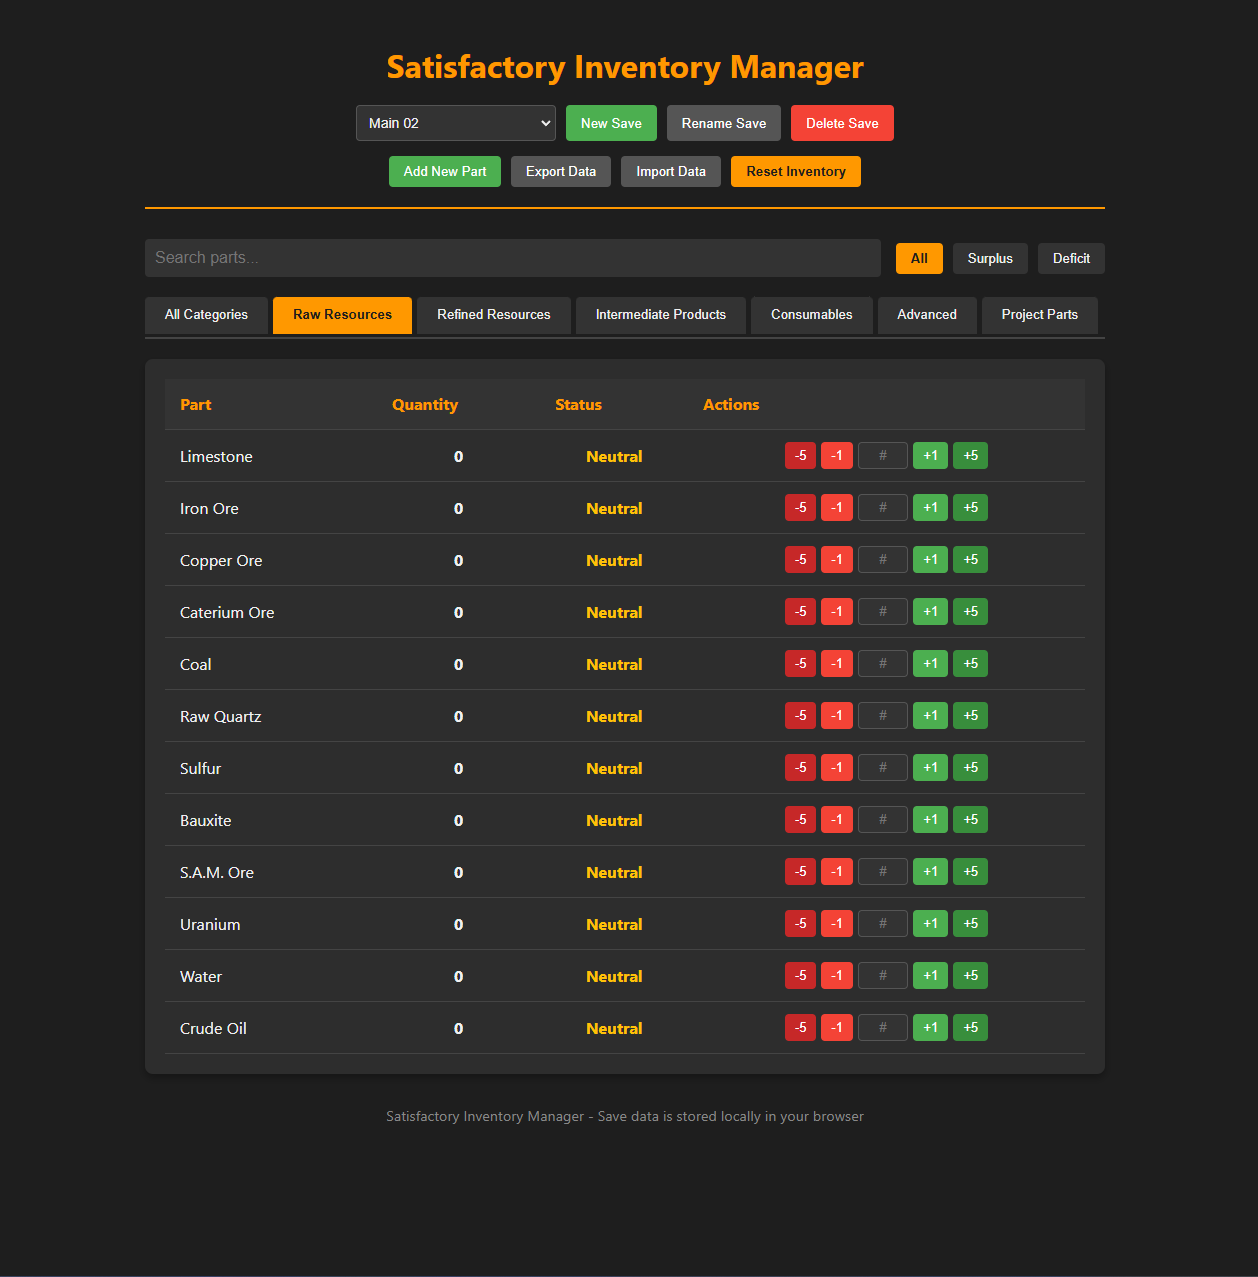 Satisfactory Inventory Manager
Main 02 New Save Rename Save Delete Save
Add New Part Export Data Import Data Reset Inventory
Search parts... All Surplus Deficit
All Categories Raw Resources Refined Resources Intermediate Products Consumables Advanced Project Parts
Part Quantity Status Actions
Limestone 0 Neutral -5 -1 # +1 +5
Iron Ore 0 Neutral -5 -1 # +1 +5
Copper Ore 0 Neutral -5 -1 # +1 +5
Caterium Ore 0 Neutral -5 -1 # +1 +5
Coal 0 Neutral -5 -1 # +1 +5
Raw Quartz 0 Neutral -5 -1 # +1 +5
Sulfur 0 Neutral -5 -1 # +1 +5
Bauxite 0 Neutral -5 -1 # +1 +5
S.A.M. Ore 0 Neutral -5 -1 # +1 +5
Uranium 0 Neutral -5 -1 # +1 +5
Water 0 Neutral -5 -1 # +1 +5
Crude Oil 0 Neutral -5 -1 # +1 +5
Satisfactory Inventory Manager - Save data is stored locally in your browser